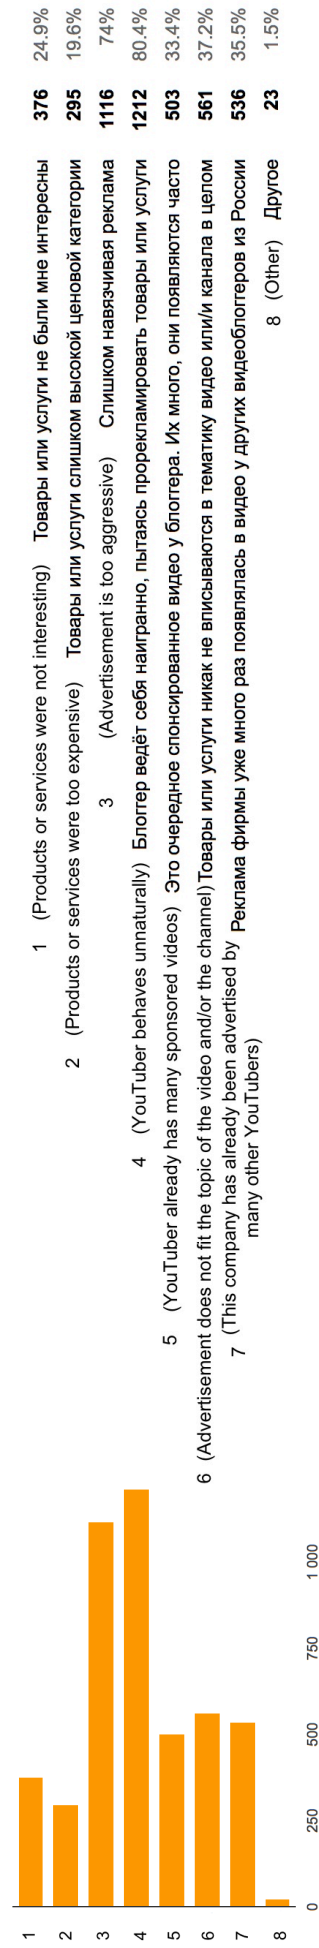 1
2
3
4
5
6
7
8
0 250 500 750 1 000
1 (Products or services were not interesting) Товары или услуги не были мне интересны 376 24.9%
2 (Products or services were too expensive) Товары или услуги слишком высокой ценовой категории 295 19.6%
3 (Advertisement is too aggressive) Слишком навязчивая реклама 1116 74%
4 (YouTuber behaves unnaturally) Блоггер ведёт себя наигранно, пытаясь прорекламировать товары или услуги 1212 80.4%
5 (YouTuber already has many sponsored videos) Это очередное спонсированное видео у блоггера. Их много, они появляются часто 503 33.4%
6 (Advertisement does not fit the topic of the video and/or the channel) Товары или услуги никак не вписываются в тематику видео или/и канала в целом 561 37.2%
7 (This company has already been advertised by many other YouTubers) Реклама фирмы уже много раз появлялась в видео у других видеоблоггеров из России 536 35.5%
8 (Other) Другое 23 1.5%